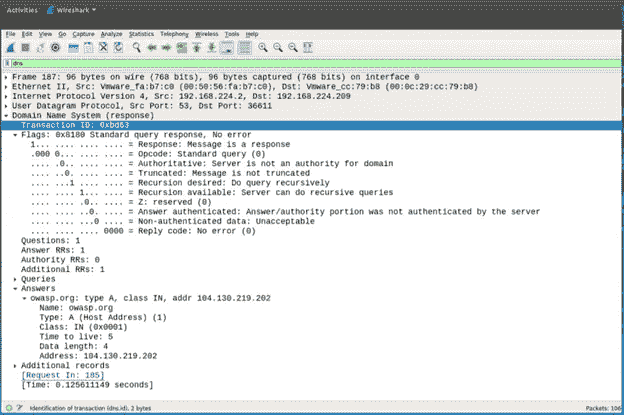 Activities Wireshark
File Edit View Go Capture Analyze Statistics Telephony Wireless Tools Help
dns
Frame 187: 96 bytes on wire (768 bits), 96 bytes captured (768 bits) on interface 0
Ethernet II, Src: Vmware_fa:b7:c0 (00:50:56:fa:b7:c0), Dst: Vmware_cc:79:b8 (00:0c:29:cc:79:b8)
Internet Protocol Version 4, Src: 192.168.224.2, Dst: 192.168.224.209
User Datagram Protocol, Src Port: 53, Dst Port: 36611
Domain Name System (response)
Transaction ID: 0xbd63
Flags: 0x8180 Standard query response, No error
1... .... .... .... = Response: Message is a response
.000 0... .... .... = Opcode: Standard query (0)
.... .0.. .... .... = Authoritative: Server is not an authority for domain
.... ..0. .... .... = Truncated: Message is not truncated
.... ...1 .... .... = Recursion desired: Do query recursively
.... .... 1... .... = Recursion available: Server can do recursive queries
.... .... .0.. .... = Z: reserved (0)
.... .... ..0. .... = Answer authenticated: Answer/authority portion was not authenticated by the server
.... .... ...0 .... = Non-authenticated data: Unacceptable
.... .... .... 0000 = Reply code: No error (0)
Questions: 1
Answer RRs: 1
Authority RRs: 0
Additional RRs: 1
Queries
Answers
owasp.org: type A, class IN, addr 104.130.219.202
Name: owasp.org
Type: A (Host Address) (1)
Class: IN (0x0001)
Time to live: 5
Data length: 4
Address: 104.130.219.202
Additional records
[Request In: 185]
[Time: 0.125611149 seconds]
Identification of transaction (dns.id), 2 bytes
Packets: 106